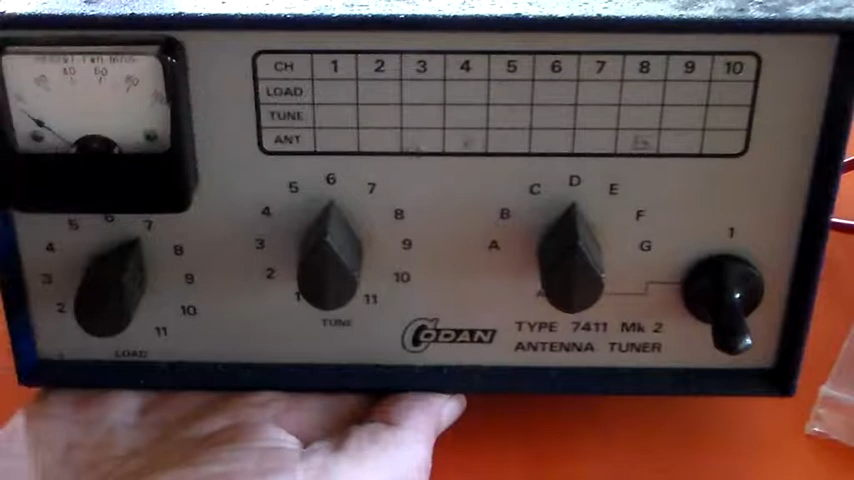 40 60
CH 1 2 3 4 5 6 7 8 9 10
LOAD
TUNE
ANT
2 3 4 5 6 7 8 9 10 11
LOAD
1 2 3 4 5 6 7 8 9 10 11
TUNE
A B C D E F G
1
CODAN
TYPE 7411 Mk 2
ANTENNA TUNER